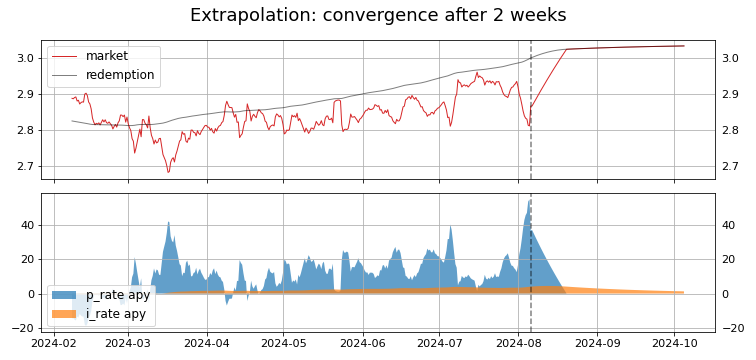 Extrapolation: convergence after 2 weeks
market
redemption
3.0 3.0
2.9 2.9
2.8 2.8
2.7 2.7
40 40
20 20
0 0
−20 −20
p_rate apy
i_rate apy
2024-02 2024-03 2024-04 2024-05 2024-06 2024-07 2024-08 2024-09 2024-10